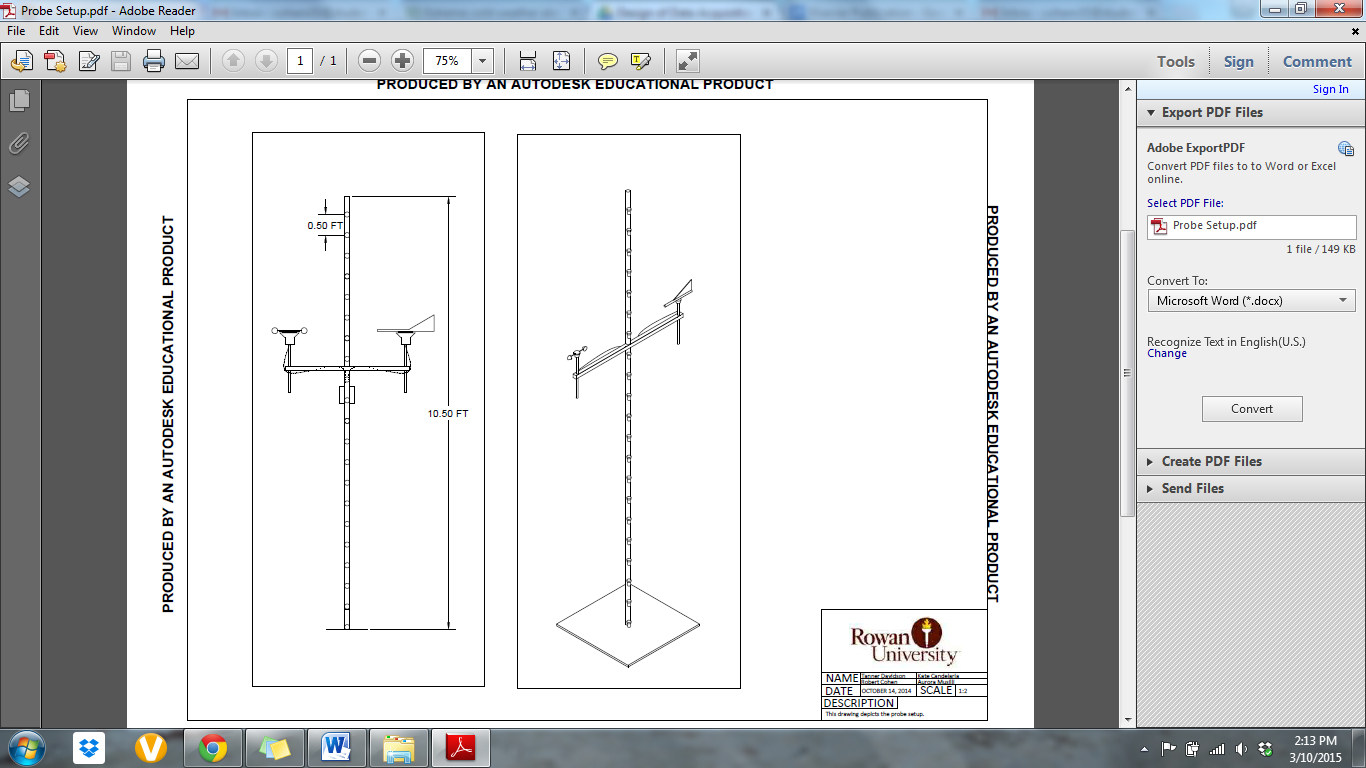 Probe Setup.pdf - Adobe Reader
File Edit View Window Help
1 / 1 75% Tools Sign Comment
PRODUCED BY AN AUTODESK EDUCATIONAL PRODUCT
PRODUCED BY AN AUTODESK EDUCATIONAL PRODUCT
0.50 FT
10.50 FT
PRODUCED BY AN AUTODESK EDUCATIONAL PRODUCT
Rowan
University
NAME Tanner Davidson Kate Candelaria
Robert Cohen Aurora
DATE OCTOBER 14, 2014 SCALE 1:2
DESCRIPTION
This drawing depicts the probe setup.
Sign In
Export PDF Files
Adobe ExportPDF
Convert PDF files to to Word or Excel
online.
Select PDF File:
Probe Setup.pdf
1 file / 149 KB
Convert To:
Microsoft Word (*.docx)
Recognize Text in English(U.S.)
Change
Convert
Create PDF Files
Send Files
2:13 PM
3/10/2015